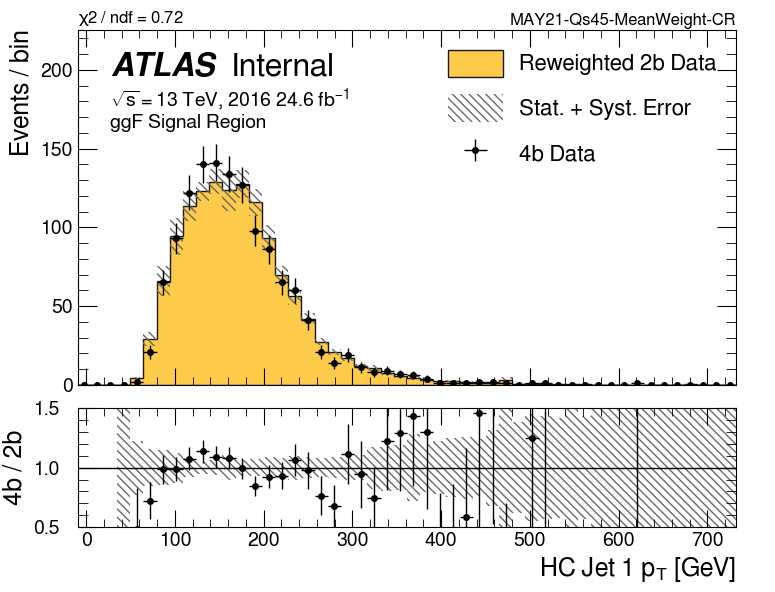 χ² / ndf = 0.72
MAY21-Qs45-MeanWeight-CR
Events / bin
200
150
100
50
0
ATLAS Internal
√s = 13 TeV, 2016 24.6 fb⁻¹
ggF Signal Region
Reweighted 2b Data
Stat. + Syst. Error
4b Data
4b / 2b
1.5
1.0
0.5
0 100 200 300 400 500 600 700
HC Jet 1 p_T [GeV]